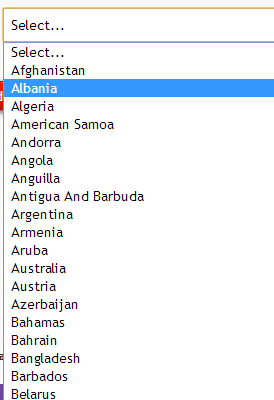 Select...
Select...
Afghanistan
Albania
Algeria
American Samoa
Andorra
Angola
Anguilla
Antigua And Barbuda
Argentina
Armenia
Aruba
Australia
Austria
Azerbaijan
Bahamas
Bahrain
Bangladesh
Barbados
Belarus